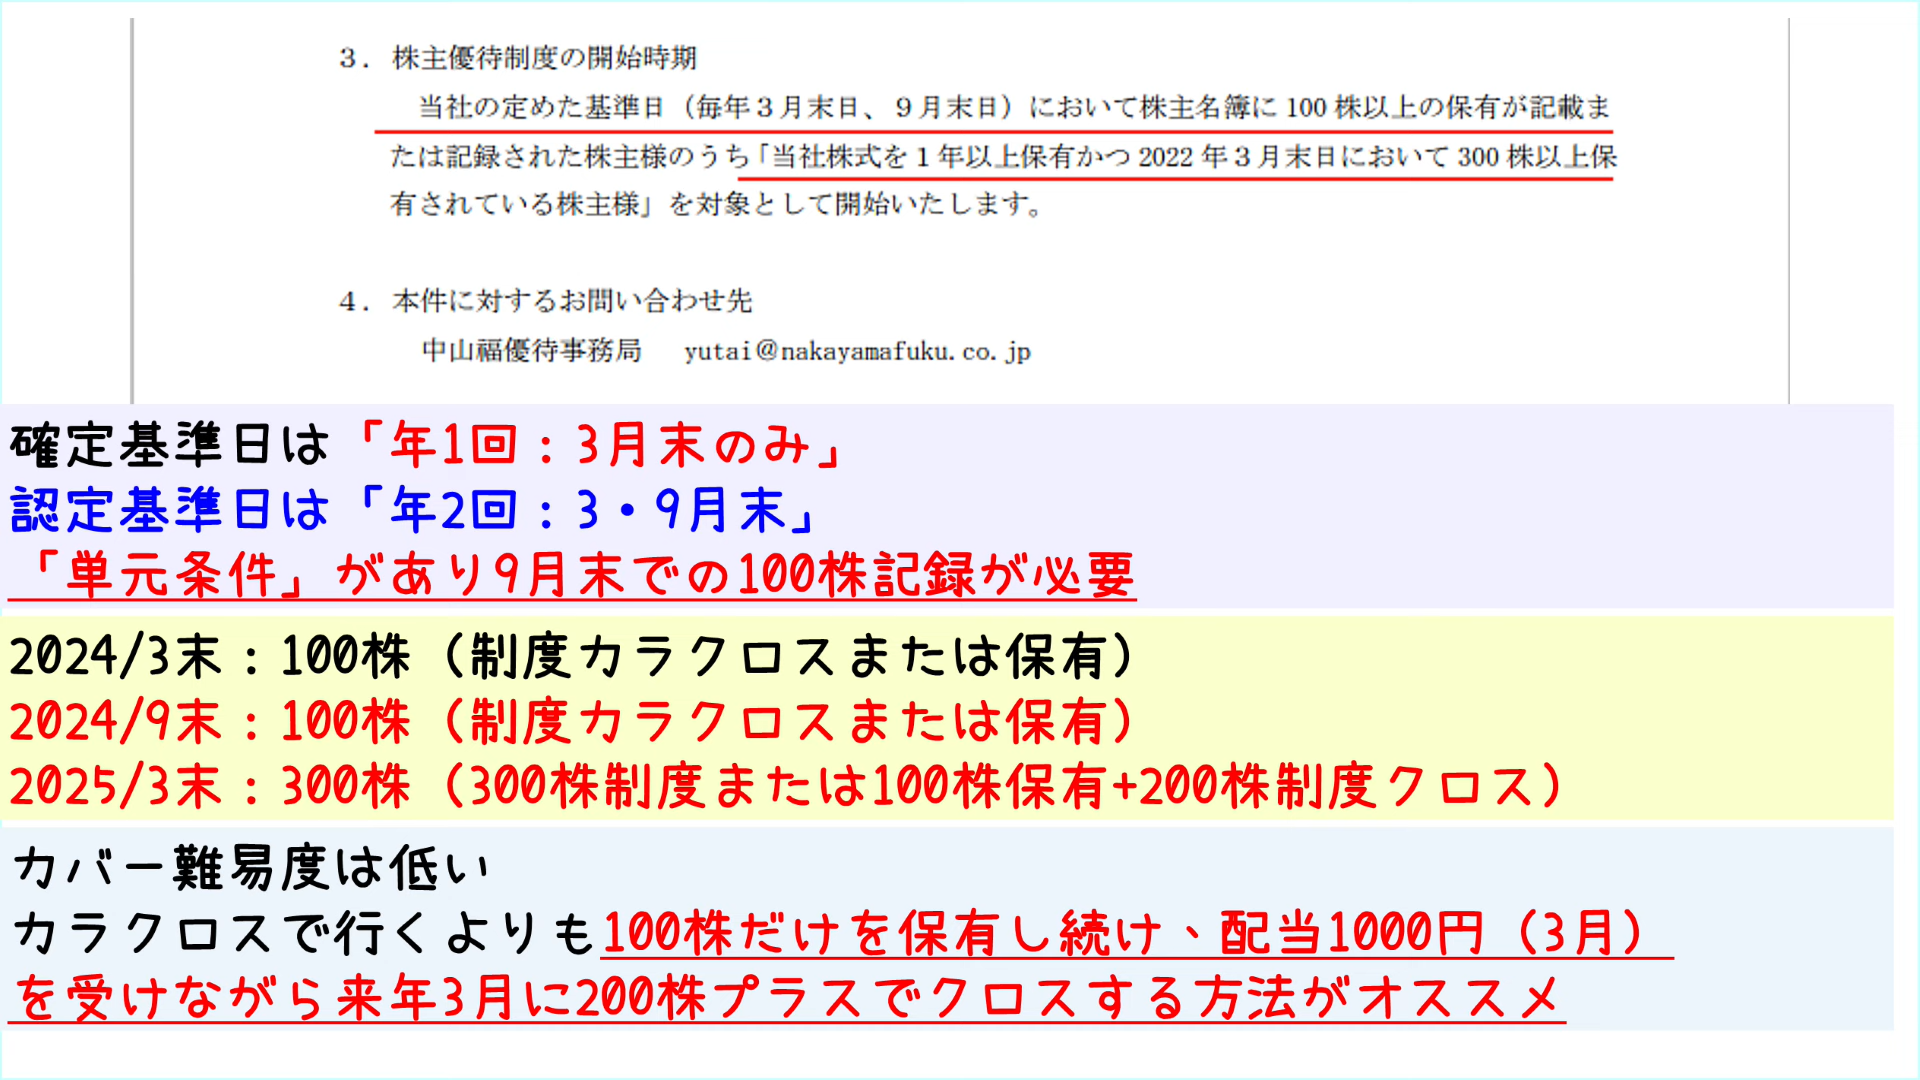 ３．株主優待制度の開始時期
当社の定めた基準日（毎年３月末日、９月末日）において株主名簿に 100 株以上の保有が記載ま
たは記録された株主様のうち「当社株式を１年以上保有かつ 2022 年３月末日において 300 株以上保
有されている株主様」を対象として開始いたします。
４．本件に対するお問い合わせ先
中山福優待事務局 yutai@nakayamafuku.co.jp
確定基準日は「年1回：3月末のみ」
認定基準日は「年2回：3・9月末」
「単元条件」があり9月末での100株記録が必要
2024/3末：100株（制度カラクロスまたは保有）
2024/9末：100株（制度カラクロスまたは保有）
2025/3末：300株（300株制度または100株保有+200株制度クロス）
カバー難易度は低い
カラクロスで行くよりも100株だけを保有し続け、配当1000円（3月）
を受けながら来年3月に200株プラスでクロスする方法がオススメ